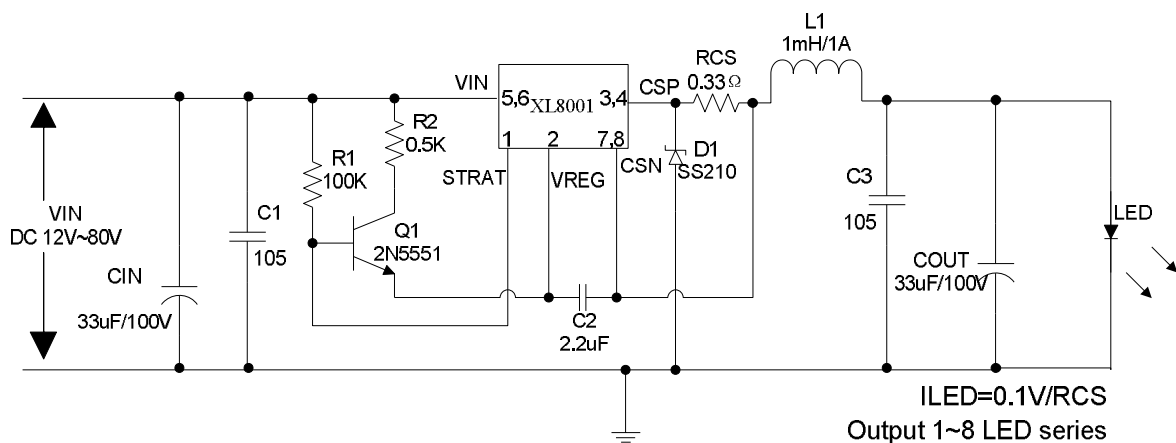 L1
1mH/1A
RCS
0.33Ω
VIN
5,6
XL8001
3,4
CSP
1
2
7,8
R2
0.5K
STRAT
VREG
CSN
D1
SS210
R1
100K
C3
105
VIN
DC 12V~80V
C1
105
Q1
2N5551
LED
CIN
33uF/100V
COUT
33uF/100V
C2
2.2uF
ILED=0.1V/RCS
Output 1~8 LED series